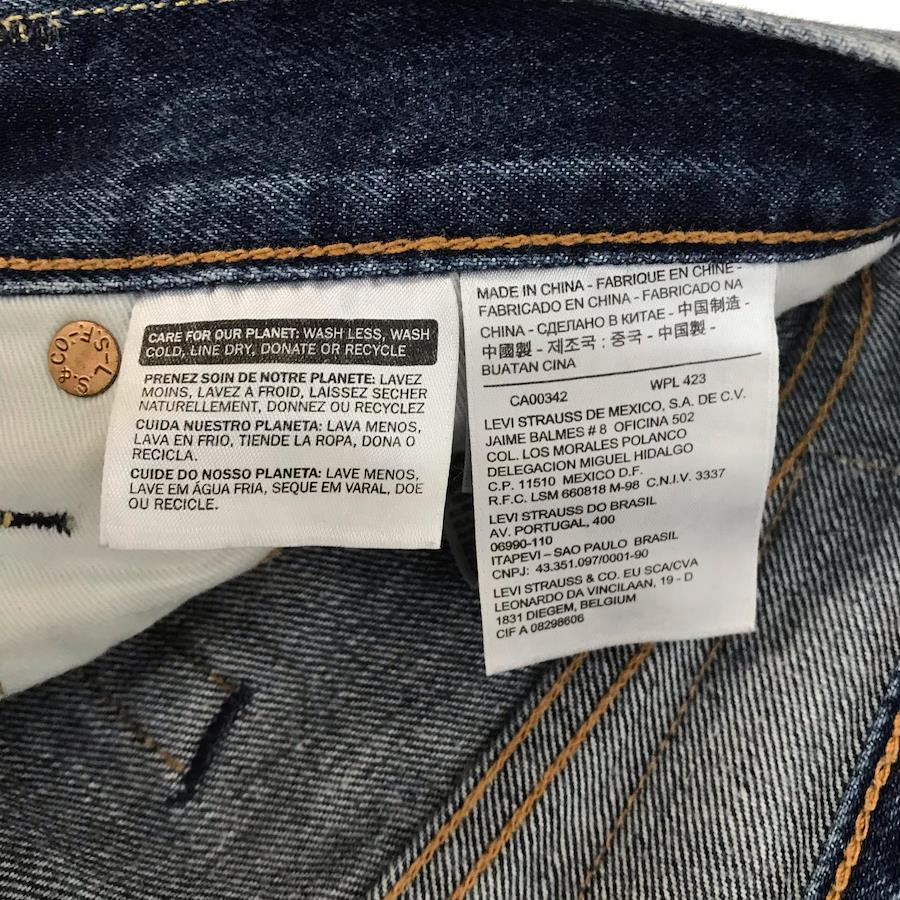 S.F.-L.S.&CO-
CARE FOR OUR PLANET: WASH LESS, WASH
COLD, LINE DRY, DONATE OR RECYCLE
PRENEZ SOIN DE NOTRE PLANETE: LAVEZ
MOINS, LAVEZ A FROID, LAISSEZ SECHER
NATURELLEMENT, DONNEZ OU RECYCLEZ
CUIDA NUESTRO PLANETA: LAVA MENOS,
LAVA EN FRIO, TIENDE LA ROPA, DONA O
RECICLA.
CUIDE DO NOSSO PLANETA: LAVE MENOS,
LAVE EM ÁGUA FRIA, SEQUE EM VARAL, DOE
OU RECICLE.
MADE IN CHINA - FABRIQUE EN CHINE -
FABRICADO EN CHINA - FABRICADO NA
CHINA - СДЕЛАНО В КИТАЕ - 中国制造 -
中國製 - 제조국 : 중국 - 中国製 -
BUATAN CINA
CA00342 WPL 423
LEVI STRAUSS DE MEXICO, S.A. DE C.V.
JAIME BALMES # 8 OFICINA 502
COL. LOS MORALES POLANCO
DELEGACION MIGUEL HIDALGO
C.P. 11510 MEXICO D.F.
R.F.C. LSM 660818 M-98 C.N.I.V. 3337
LEVI STRAUSS DO BRASIL
AV. PORTUGAL, 400
06990-110
ITAPEVI – SAO PAULO BRASIL
CNPJ: 43.351.097/0001-90
LEVI STRAUSS & CO. EU SCA/CVA
LEONARDO DA VINCILAAN, 19 - D
1831 DIEGEM, BELGIUM
CIF A 08298606